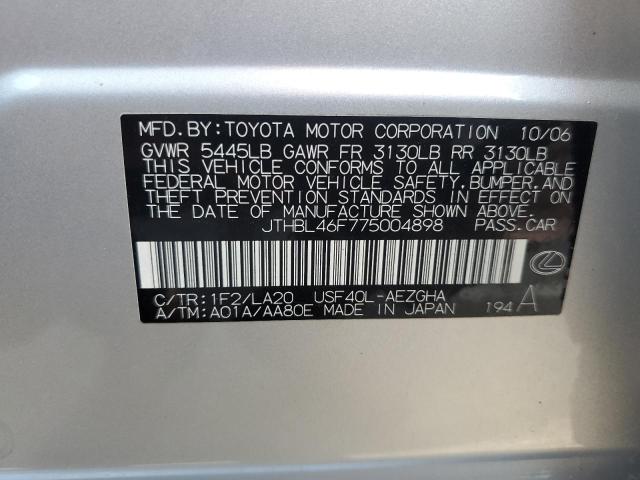 MFD.BY:TOYOTA MOTOR CORPORATION 10/06
GVWR 5445LB GAWR FR 3130LB RR 3130LB
THIS VEHICLE CONFORMS TO ALL APPLICABLE
FEDERAL MOTOR VEHICLE SAFETY,BUMPER,AND
THEFT PREVENTION STANDARDS IN EFFECT ON
THE DATE OF MANUFACTURE SHOWN ABOVE.
JTHBL46F775004898 PASS.CAR
C/TR:1F2/LA20 USF40L-AEZGHA
A/TM:A01A/AA80E MADE IN JAPAN 194 A